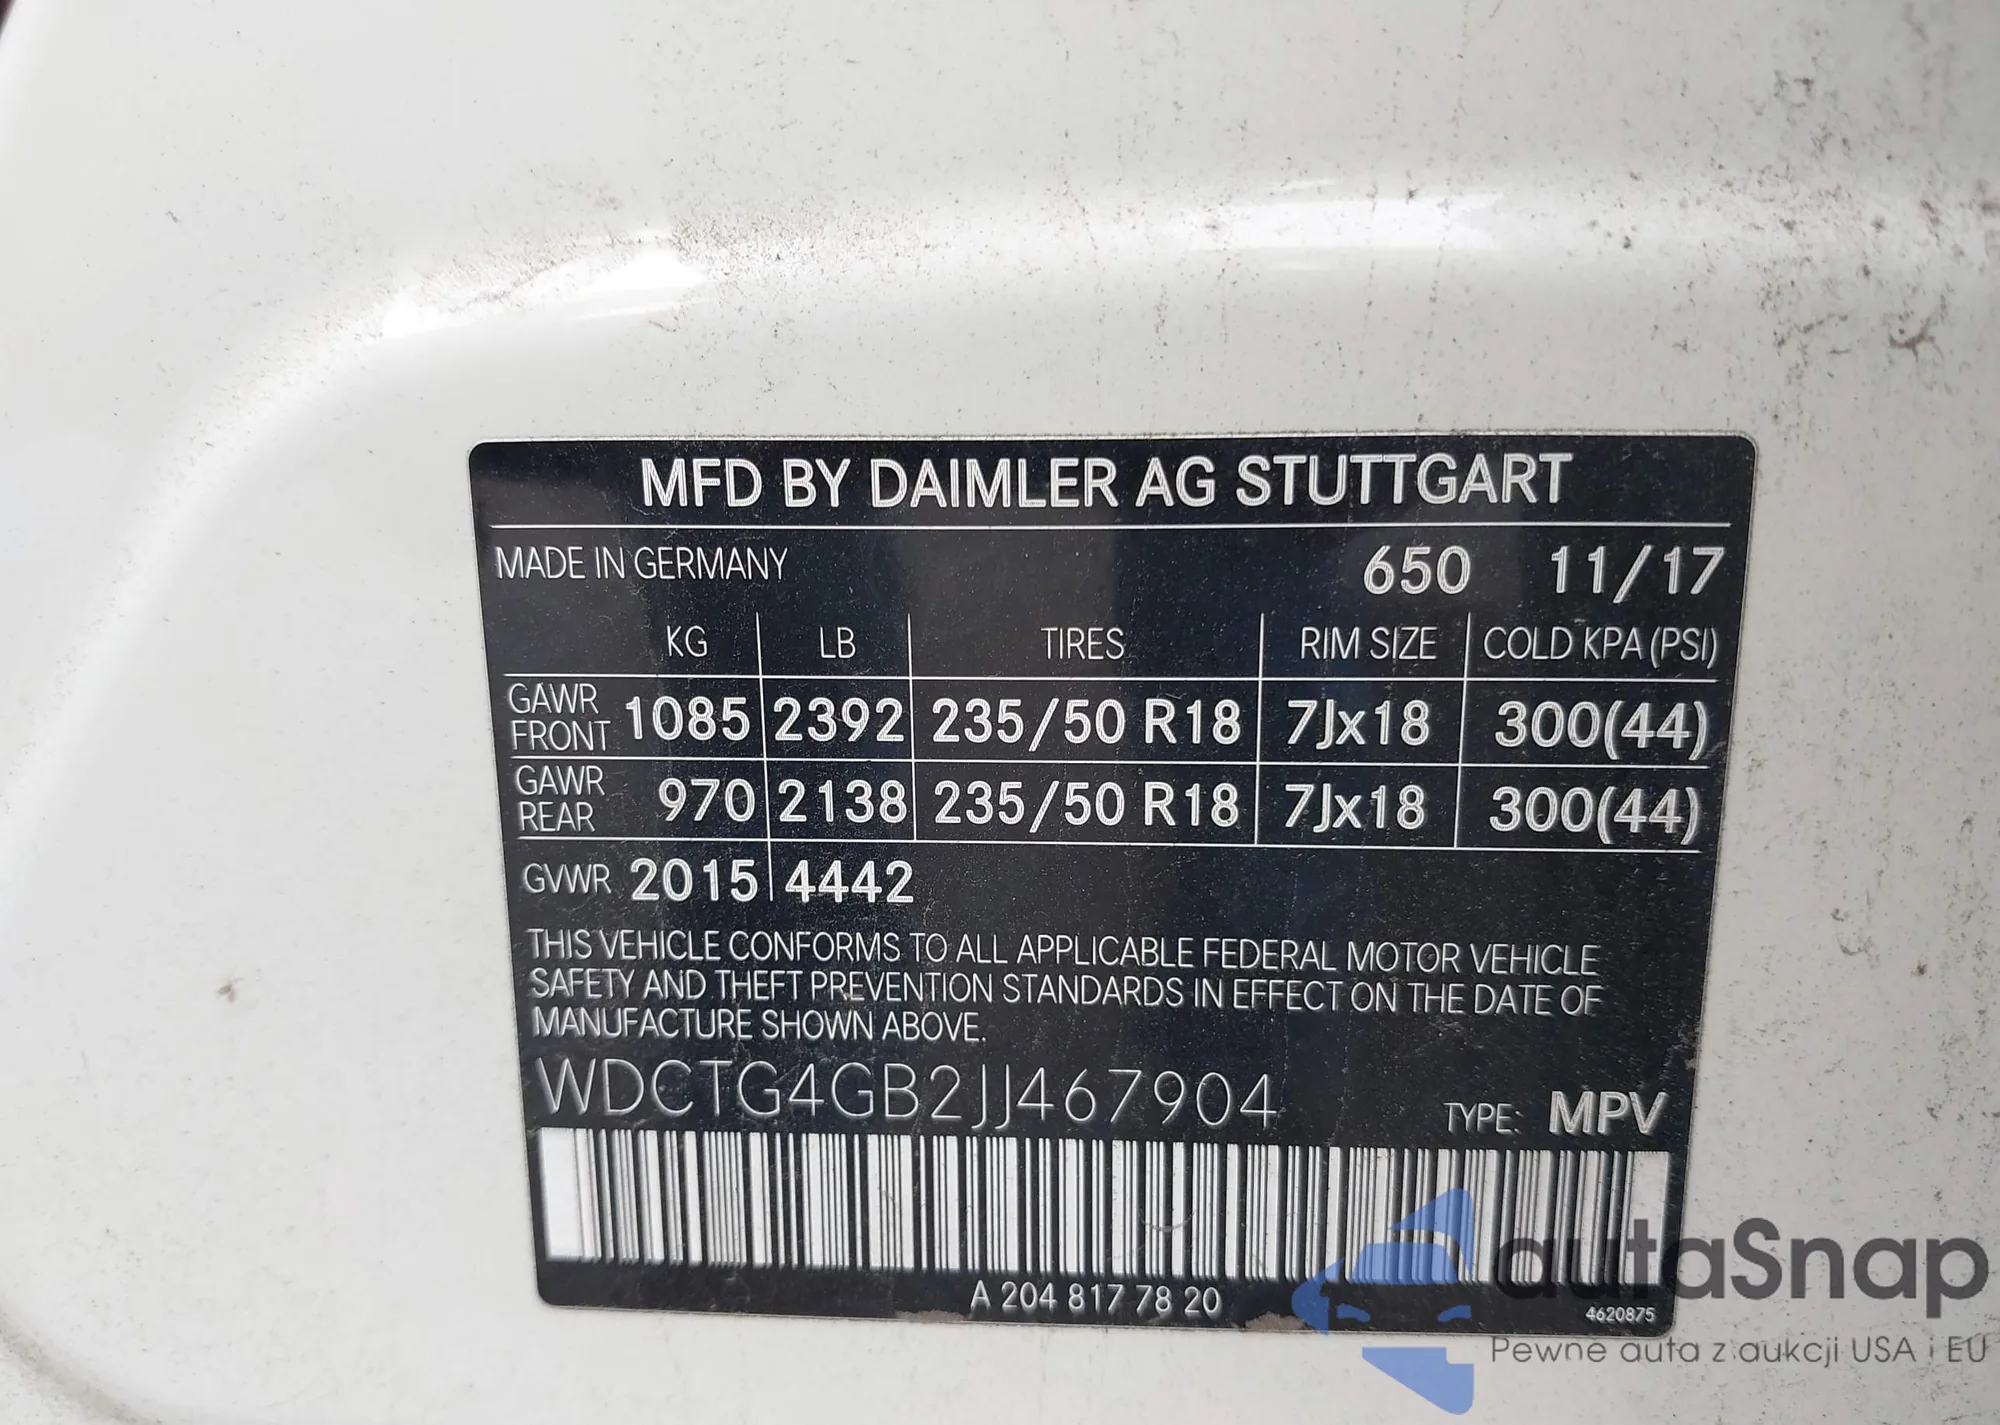 MFD BY DAIMLER AG STUTTGART
MADE IN GERMANY 650 11/17
KG LB TIRES RIM SIZE COLD KPA (PSI)
GAWR FRONT 1085 2392 235/50 R18 7Jx18 300(44)
GAWR REAR 970 2138 235/50 R18 7Jx18 300(44)
GVWR 2015 4442
THIS VEHICLE CONFORMS TO ALL APPLICABLE FEDERAL MOTOR VEHICLE
SAFETY AND THEFT PREVENTION STANDARDS IN EFFECT ON THE DATE OF
MANUFACTURE SHOWN ABOVE.
WDCTG4GB2JJ467904 TYPE: MPV
A 204 817 78 20
4620875
autaSnap
Pewne auta z aukcji USA i EU